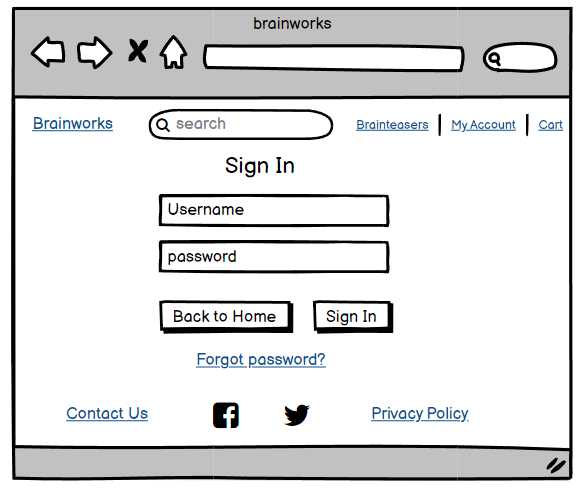 brainworks
Brainworks search Brainteasers My Account Cart
Sign In
Username
password
Back to Home Sign In
Forgot password?
Contact Us Privacy Policy